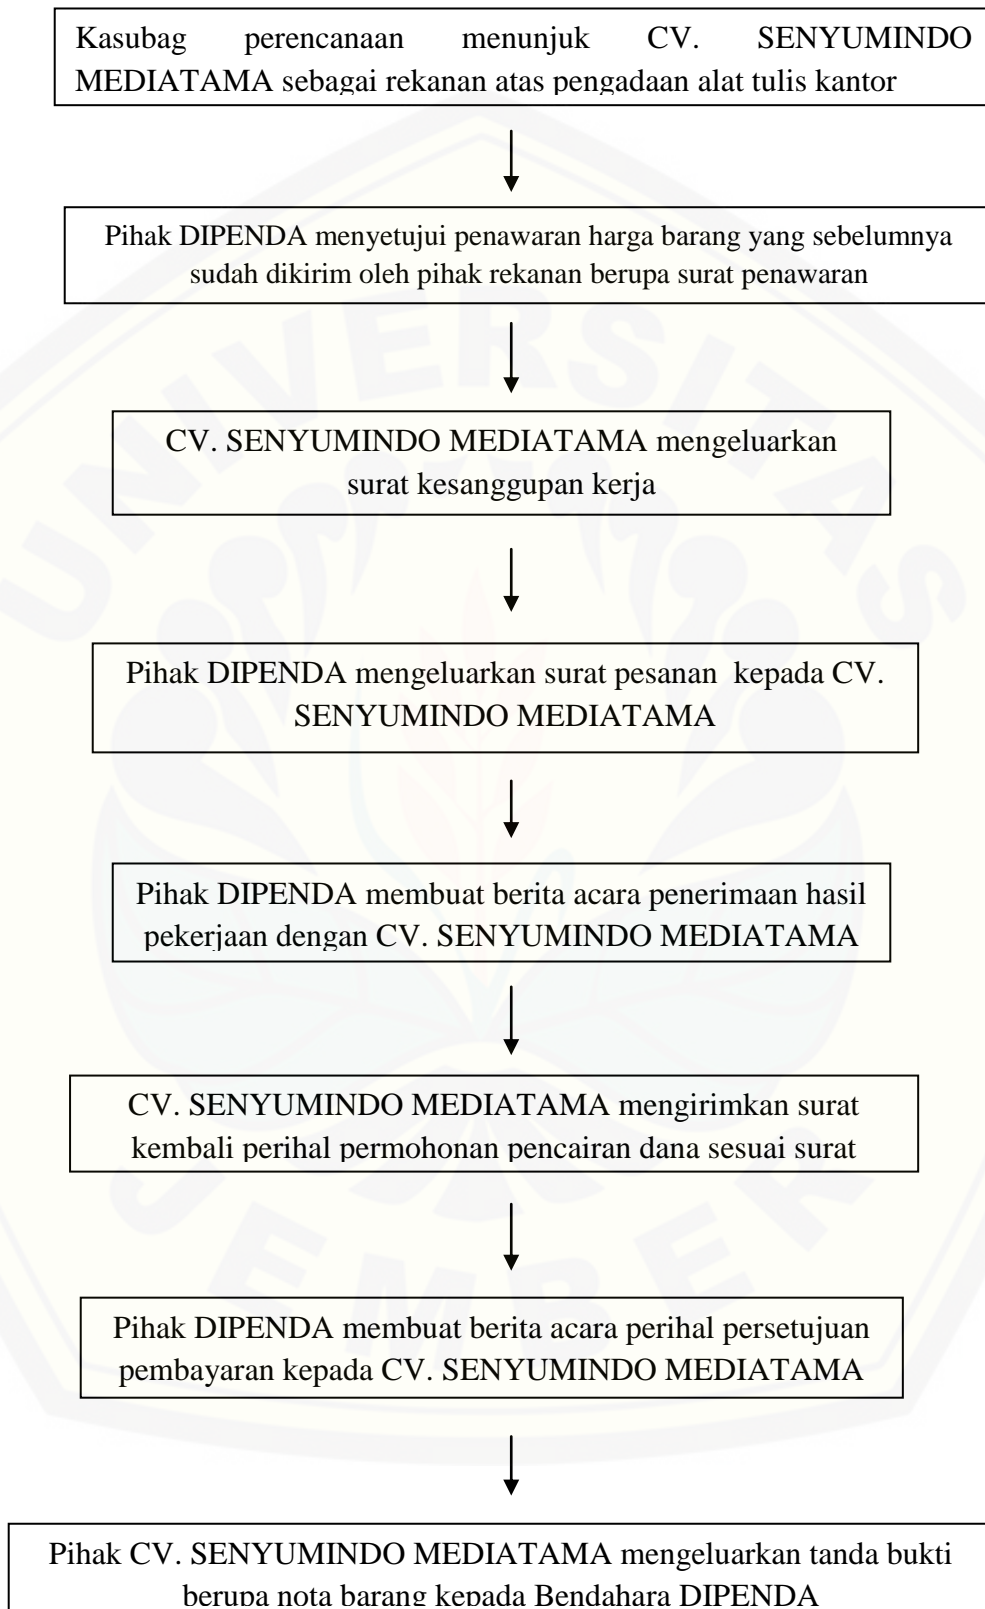 Kasubag perencanaan menunjuk CV. SENYUMINDO
MEDIATAMA sebagai rekanan atas pengadaan alat tulis kantor
Pihak DIPENDA menyetujui penawaran harga barang yang sebelumnya
sudah dikirim oleh pihak rekanan berupa surat penawaran
CV. SENYUMINDO MEDIATAMA mengeluarkan
surat kesanggupan kerja
Pihak DIPENDA mengeluarkan surat pesanan  kepada CV.
SENYUMINDO MEDIATAMA
Pihak DIPENDA membuat berita acara penerimaan hasil
pekerjaan dengan CV. SENYUMINDO MEDIATAMA
CV. SENYUMINDO MEDIATAMA mengirimkan surat
kembali perihal permohonan pencairan dana sesuai surat
Pihak DIPENDA membuat berita acara perihal persetujuan
pembayaran kepada CV. SENYUMINDO MEDIATAMA
Pihak CV. SENYUMINDO MEDIATAMA mengeluarkan tanda bukti
berupa nota barang kepada Bendahara DIPENDA
UNIVERSITAS
JEMBER